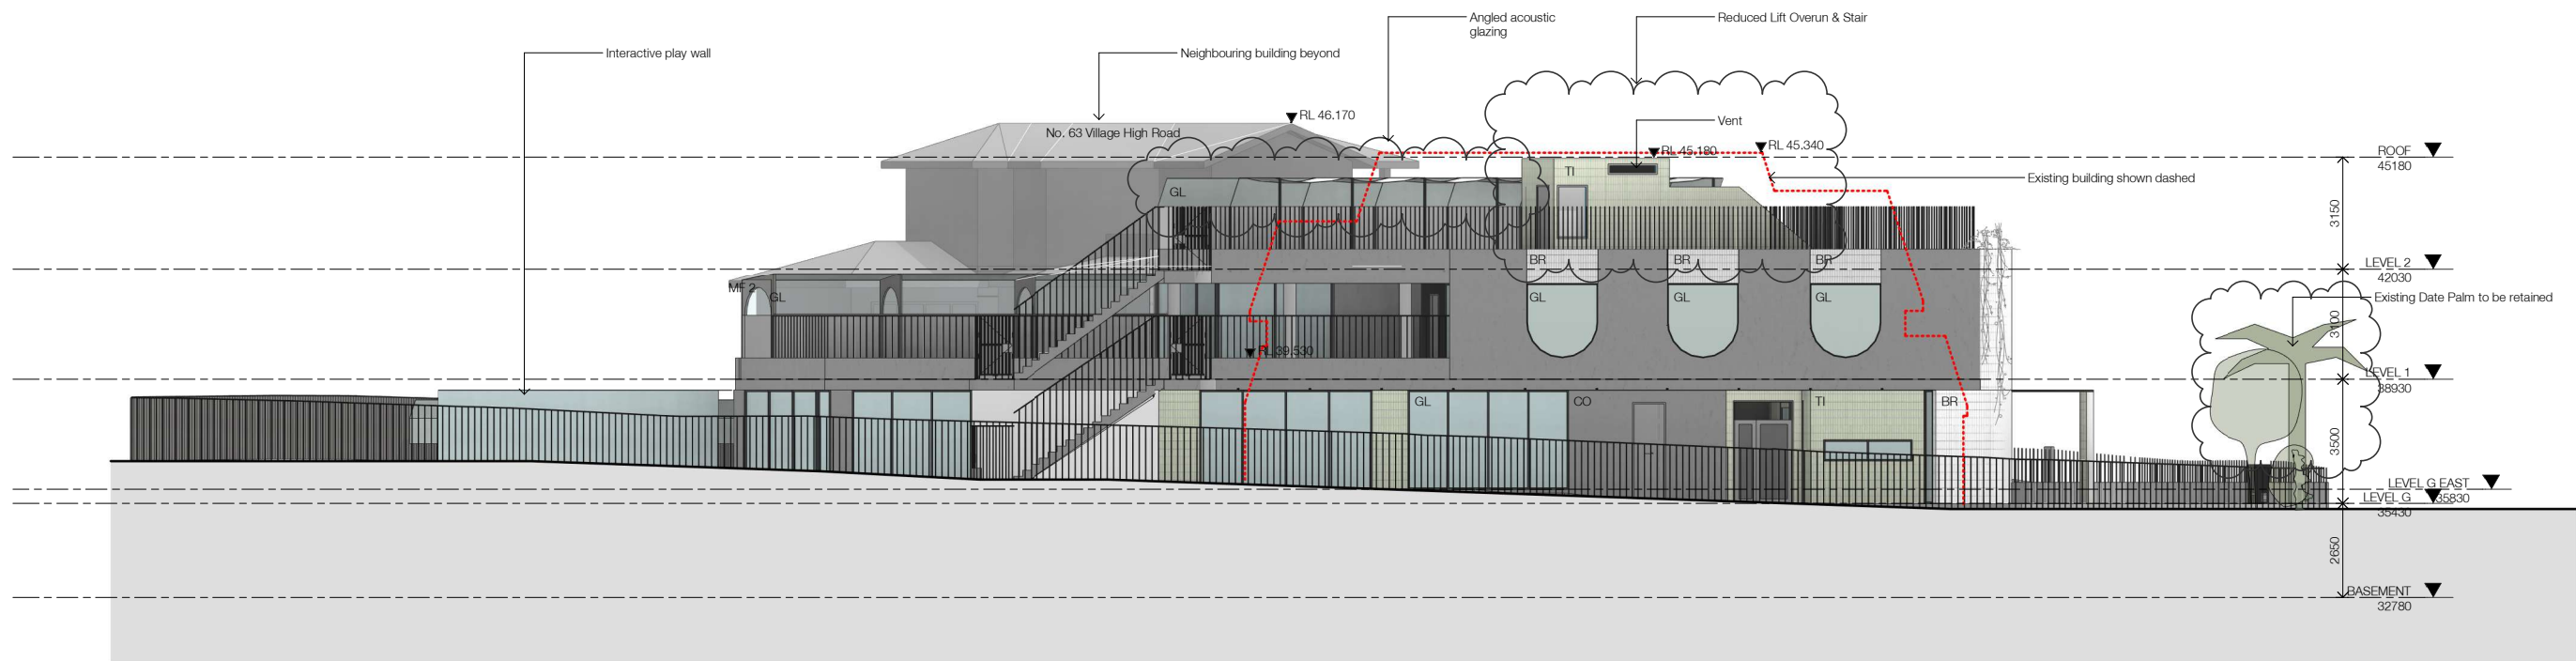 Angled acoustic
glazing
Reduced Lift Overun & Stair
Interactive play wall
Neighbouring building beyond
RL 46.170
Vent
No. 63 Village High Road
RL 45.180
RL 45.340
ROOF
45180
TI
Existing building shown dashed
GL
3150
BR
BR
BR
LEVEL 2
42030
MF 2
GL
GL
GL
GL
Existing Date Palm to be retained
3100
RL 39.530
LEVEL 1
38930
GL
CO
TI
BR
3500
LEVEL G EAST
35830
LEVEL G
35430
2650
BASEMENT
32780